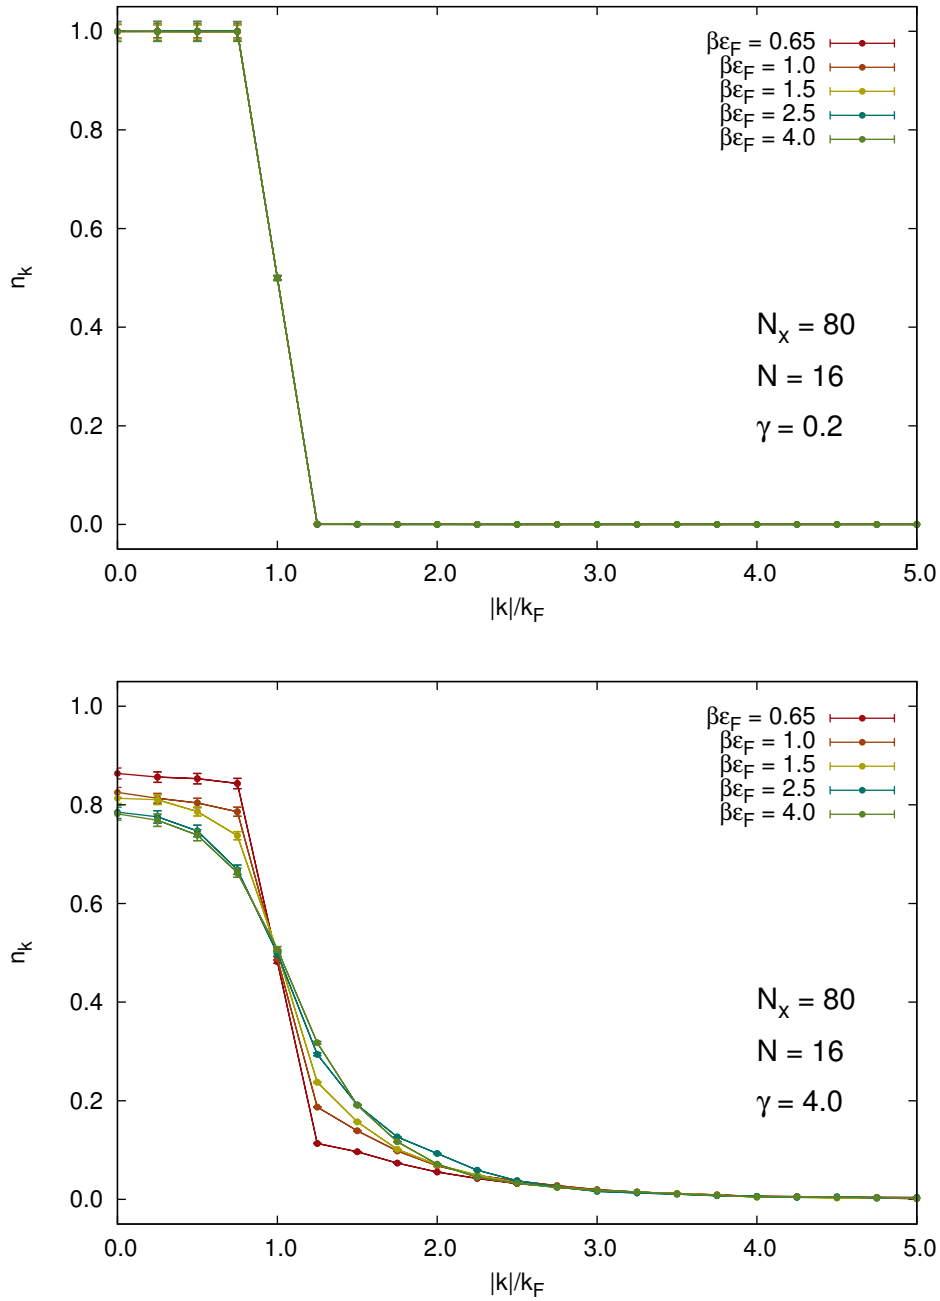 1.0
0.8
0.6
0.4
0.2
0.0
n_k
βε_F = 0.65
βε_F = 1.0
βε_F = 1.5
βε_F = 2.5
βε_F = 4.0
N_x = 80
N = 16
γ = 0.2
0.0 1.0 2.0 3.0 4.0 5.0
|k|/k_F
1.0
0.8
0.6
0.4
0.2
0.0
n_k
βε_F = 0.65
βε_F = 1.0
βε_F = 1.5
βε_F = 2.5
βε_F = 4.0
N_x = 80
N = 16
γ = 4.0
0.0 1.0 2.0 3.0 4.0 5.0
|k|/k_F